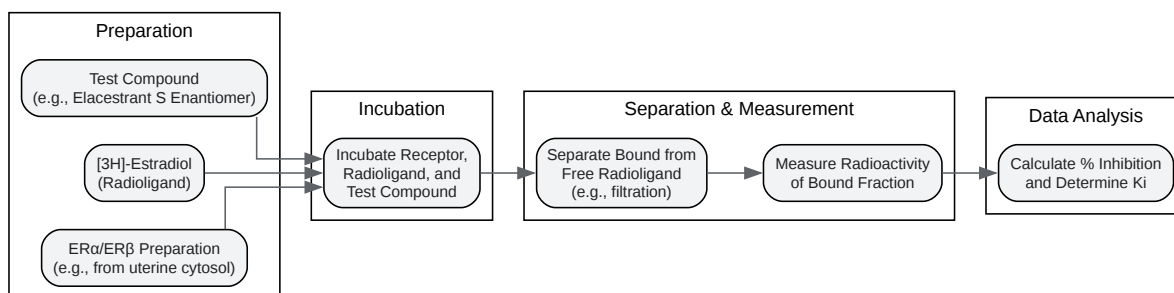 Preparation
Test Compound
(e.g., Elacestrant S Enantiomer)
[3H]-Estradiol
(Radioligand)
ERα/ERβ Preparation
(e.g., from uterine cytosol)
Incubation
Incubate Receptor,
Radioligand, and
Test Compound
Separation & Measurement
Separate Bound from
Free Radioligand
(e.g., filtration)
Measure Radioactivity
of Bound Fraction
Data Analysis
Calculate % Inhibition
and Determine Ki